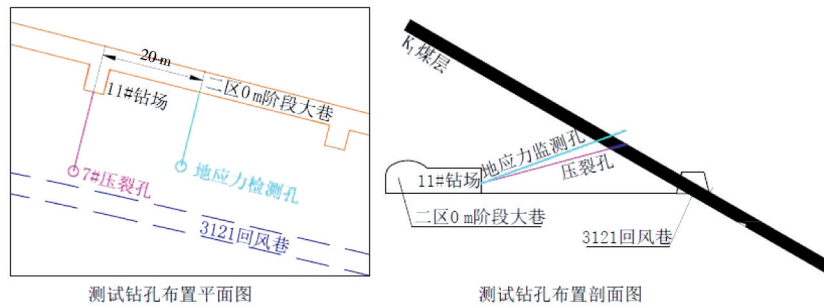 20 m
11#钻场
二区0 m阶段大巷
7#压裂孔
地应力检测孔
3121回风巷
测试钻孔布置平面图
K₁煤层
地应力监测孔
压裂孔
11#钻场
二区0 m阶段大巷
3121回风巷
测试钻孔布置剖面图